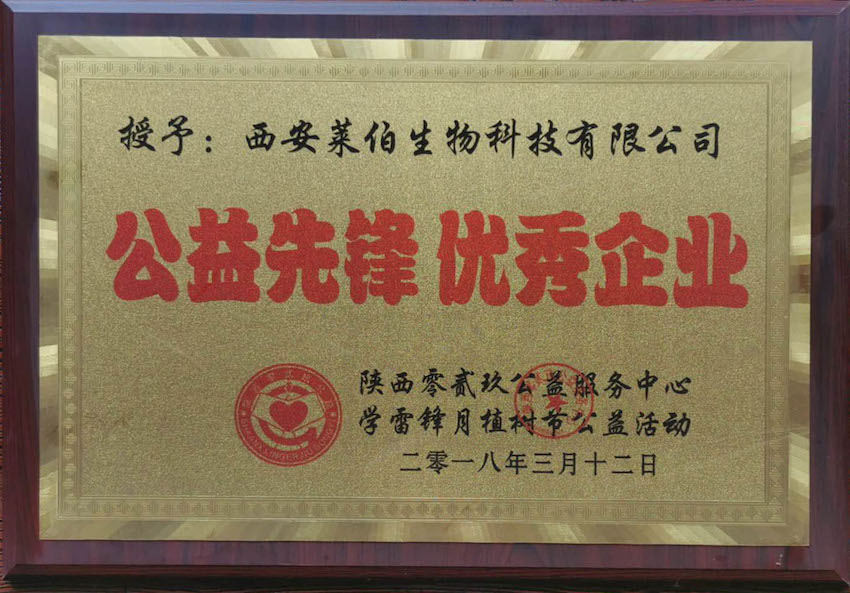 授予：西安莱伯生物科技有限公司
公益先锋 优秀企业
陕西零贰玖公益服务中心
学雷锋月植树节公益活动
二零一八年三月十二日